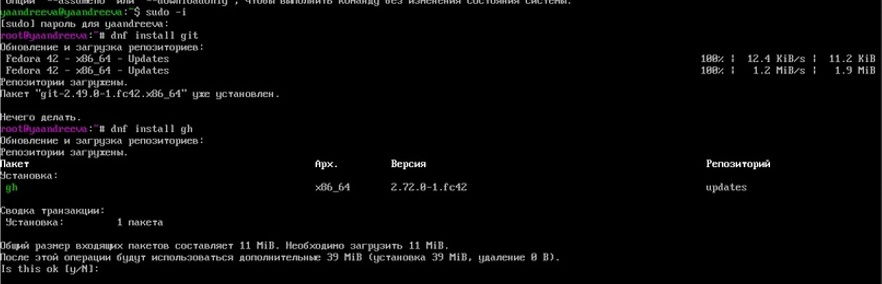 опции "--assumeno" или "--downloadonly", чтобы выполнить команду без изменения состояния системы.
yaandreeva@yaandreeva:~$ sudo -i
[sudo] пароль для yaandreeva:
root@yaandreeva:~# dnf install git
Обновление и загрузка репозиториев:
Fedora 42 - x86_64 - Updates 100% | 12.4 KiB/s | 11.2 KiB
Fedora 42 - x86_64 - Updates 100% | 1.2 MiB/s | 1.9 MiB
Репозитории загружены.
Пакет "git-2.49.0-1.fc42.x86_64" уже установлен.
Нечего делать.
root@yaandreeva:~# dnf install gh
Обновление и загрузка репозиториев:
Репозитории загружены.
Пакет Арх. Версия Репозиторий
Установка:
gh x86_64 2.72.0-1.fc42 updates
Сводка транзакции:
Установка: 1 пакета
Общий размер входящих пакетов составляет 11 MiB. Необходимо загрузить 11 MiB.
После этой операции будут использоваться дополнительные 39 MiB (установка 39 MiB, удаление 0 B).
Is this ok [y/N]: